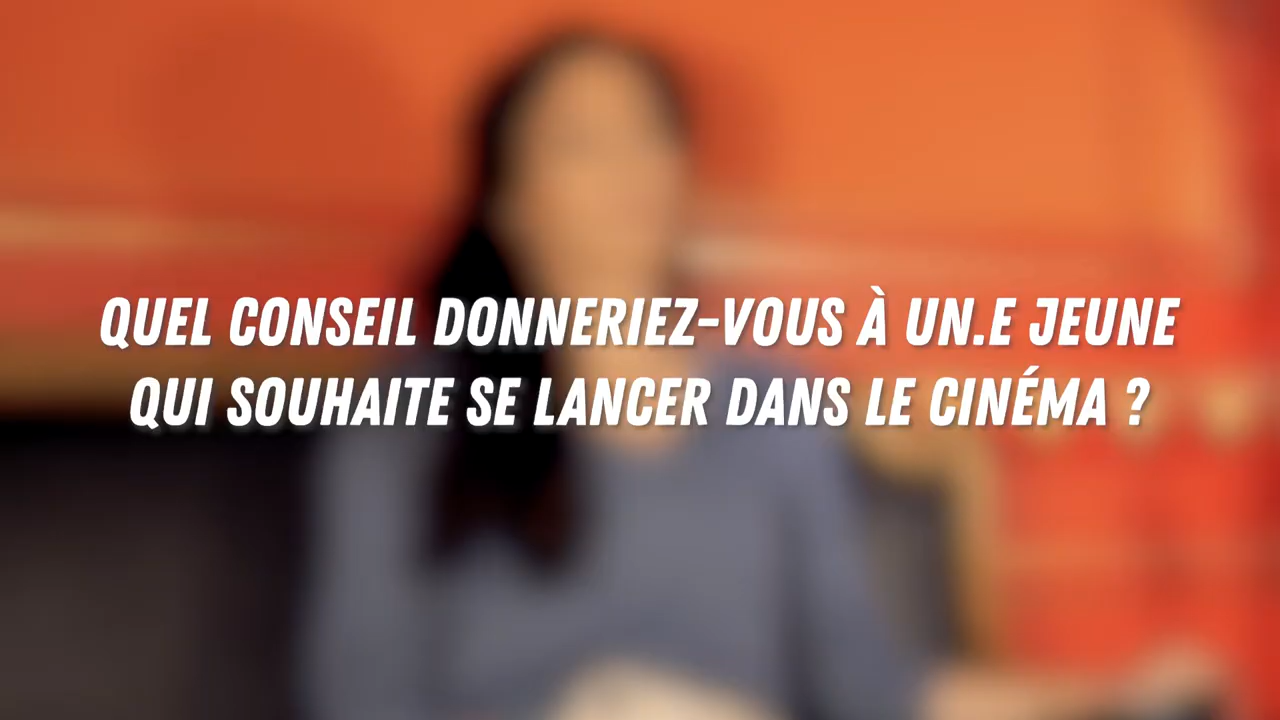 QUEL CONSEIL DONNERIEZ-VOUS À UN.E JEUNE
QUI SOUHAITE SE LANCER DANS LE CINÉMA ?